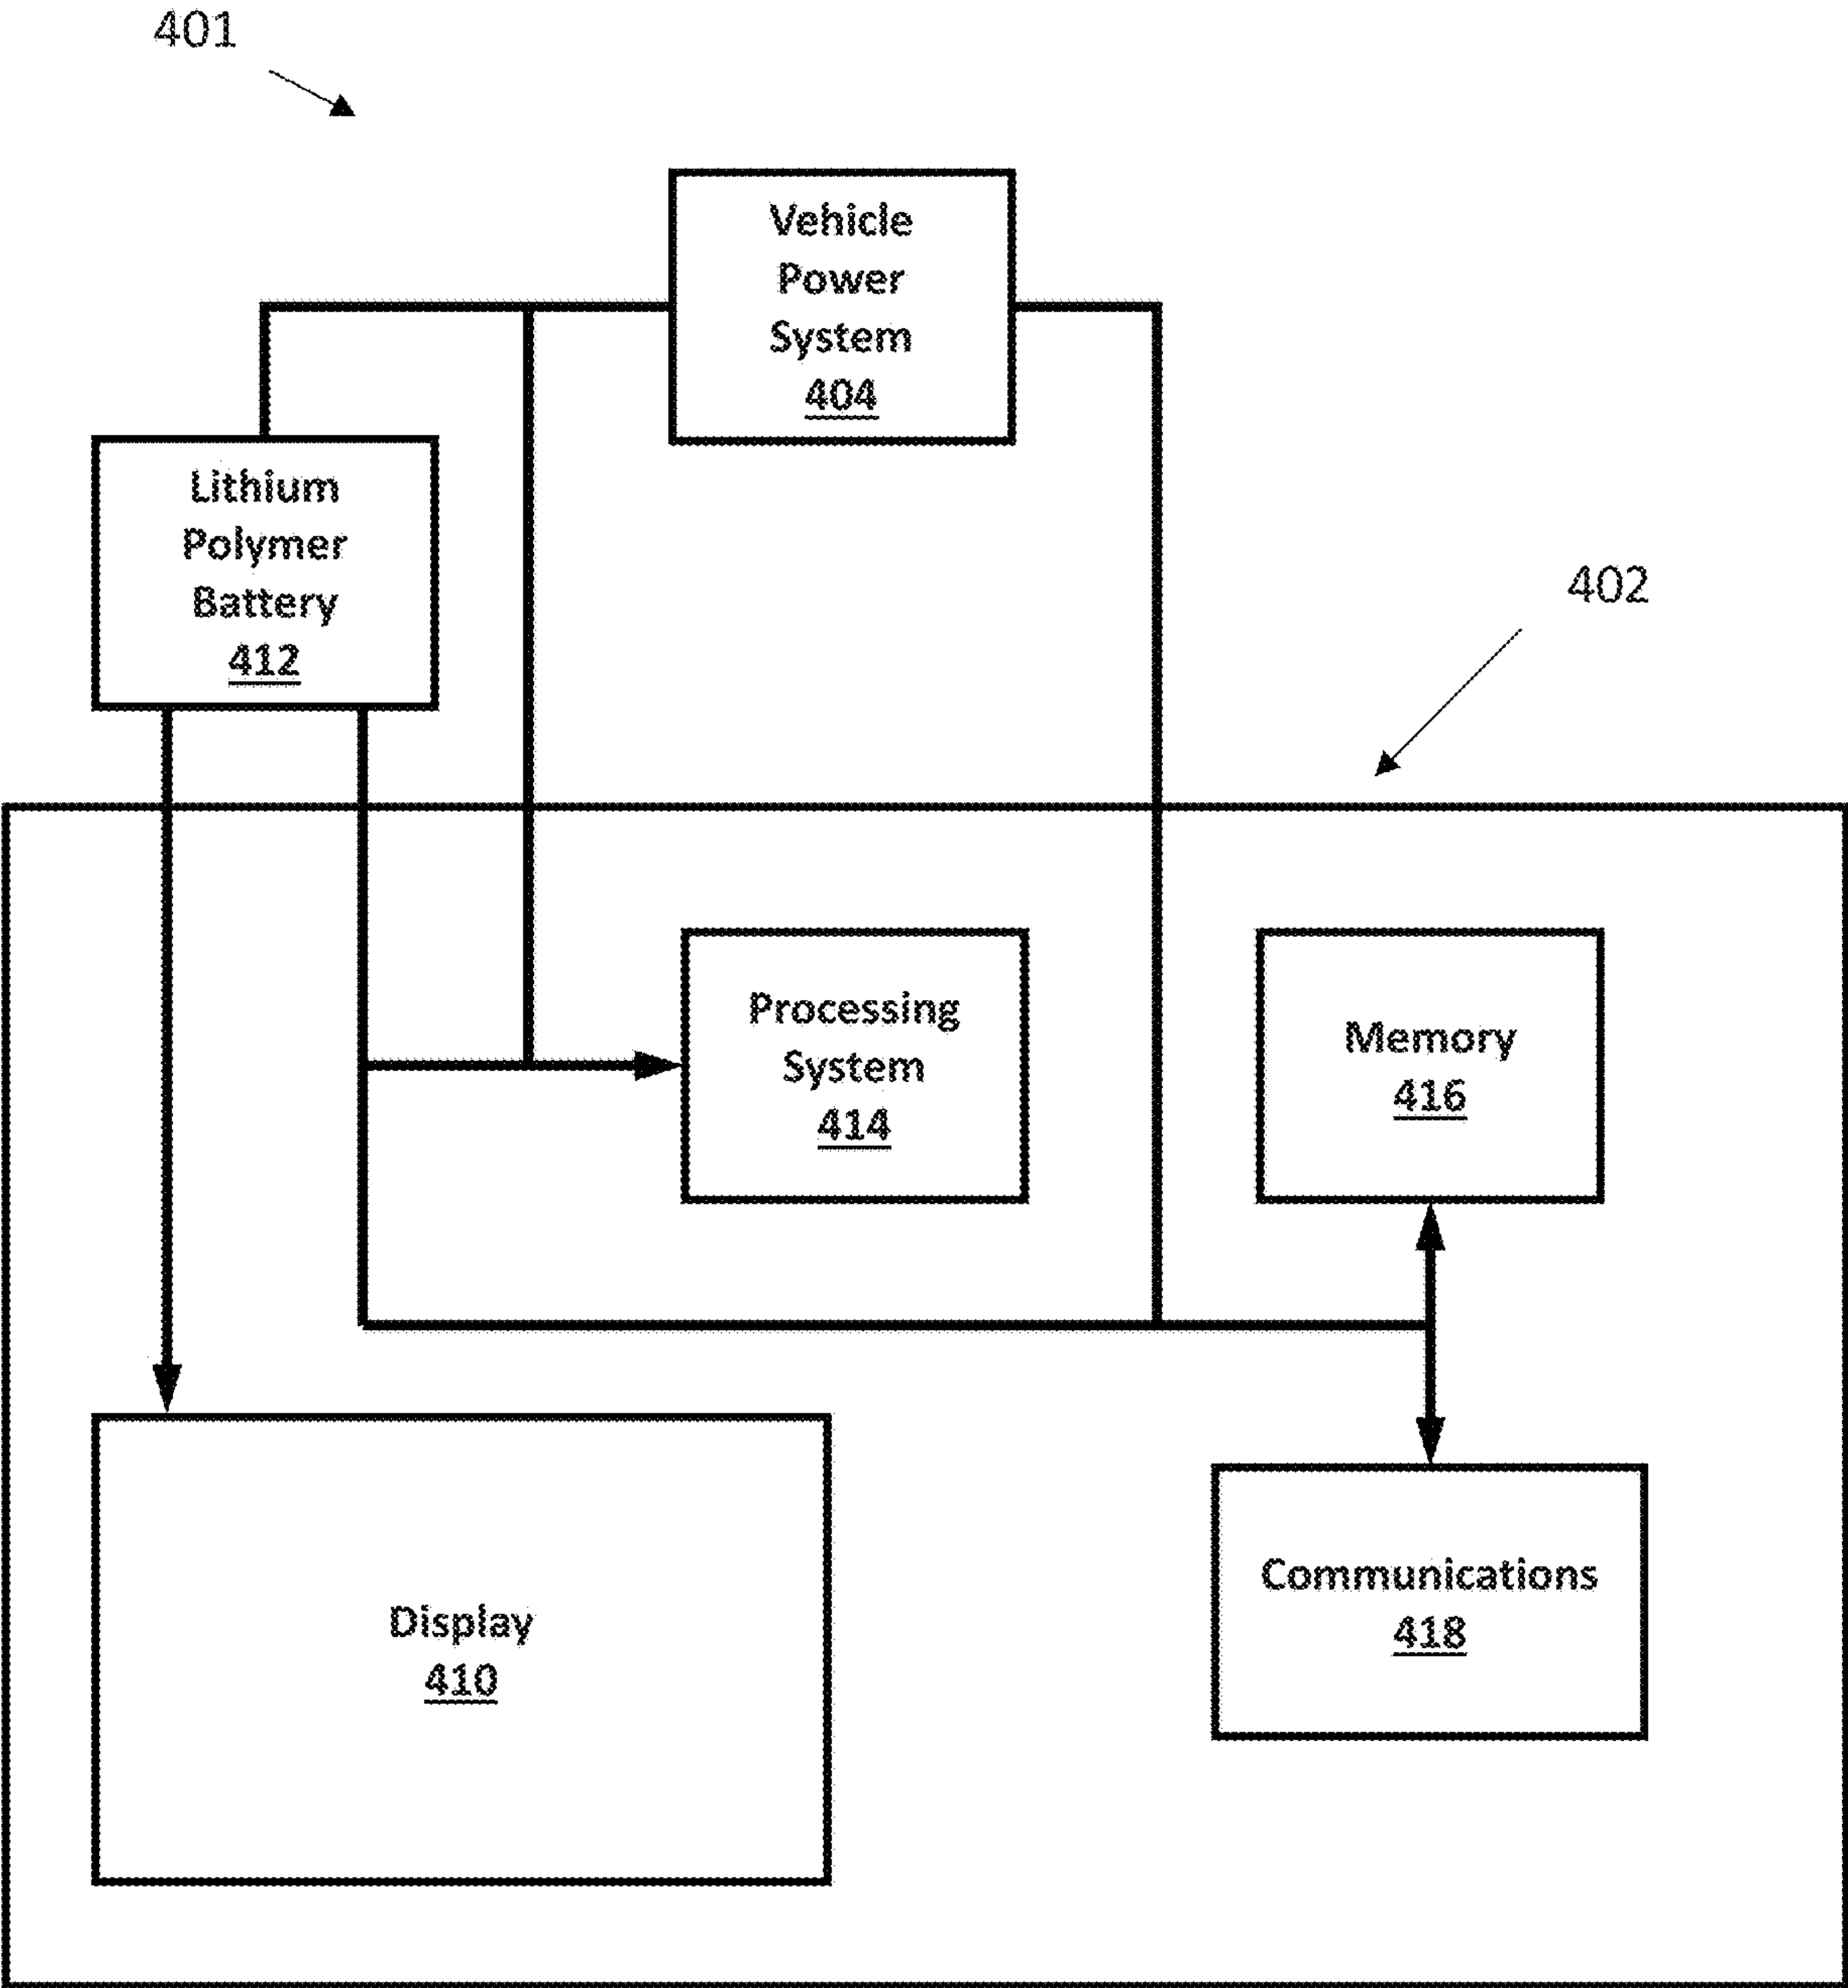 401
Vehicle
Power
System
404
Lithium
Polymer
Battery
412
402
Processing
System
414
Memory
416
Display
410
Communications
418